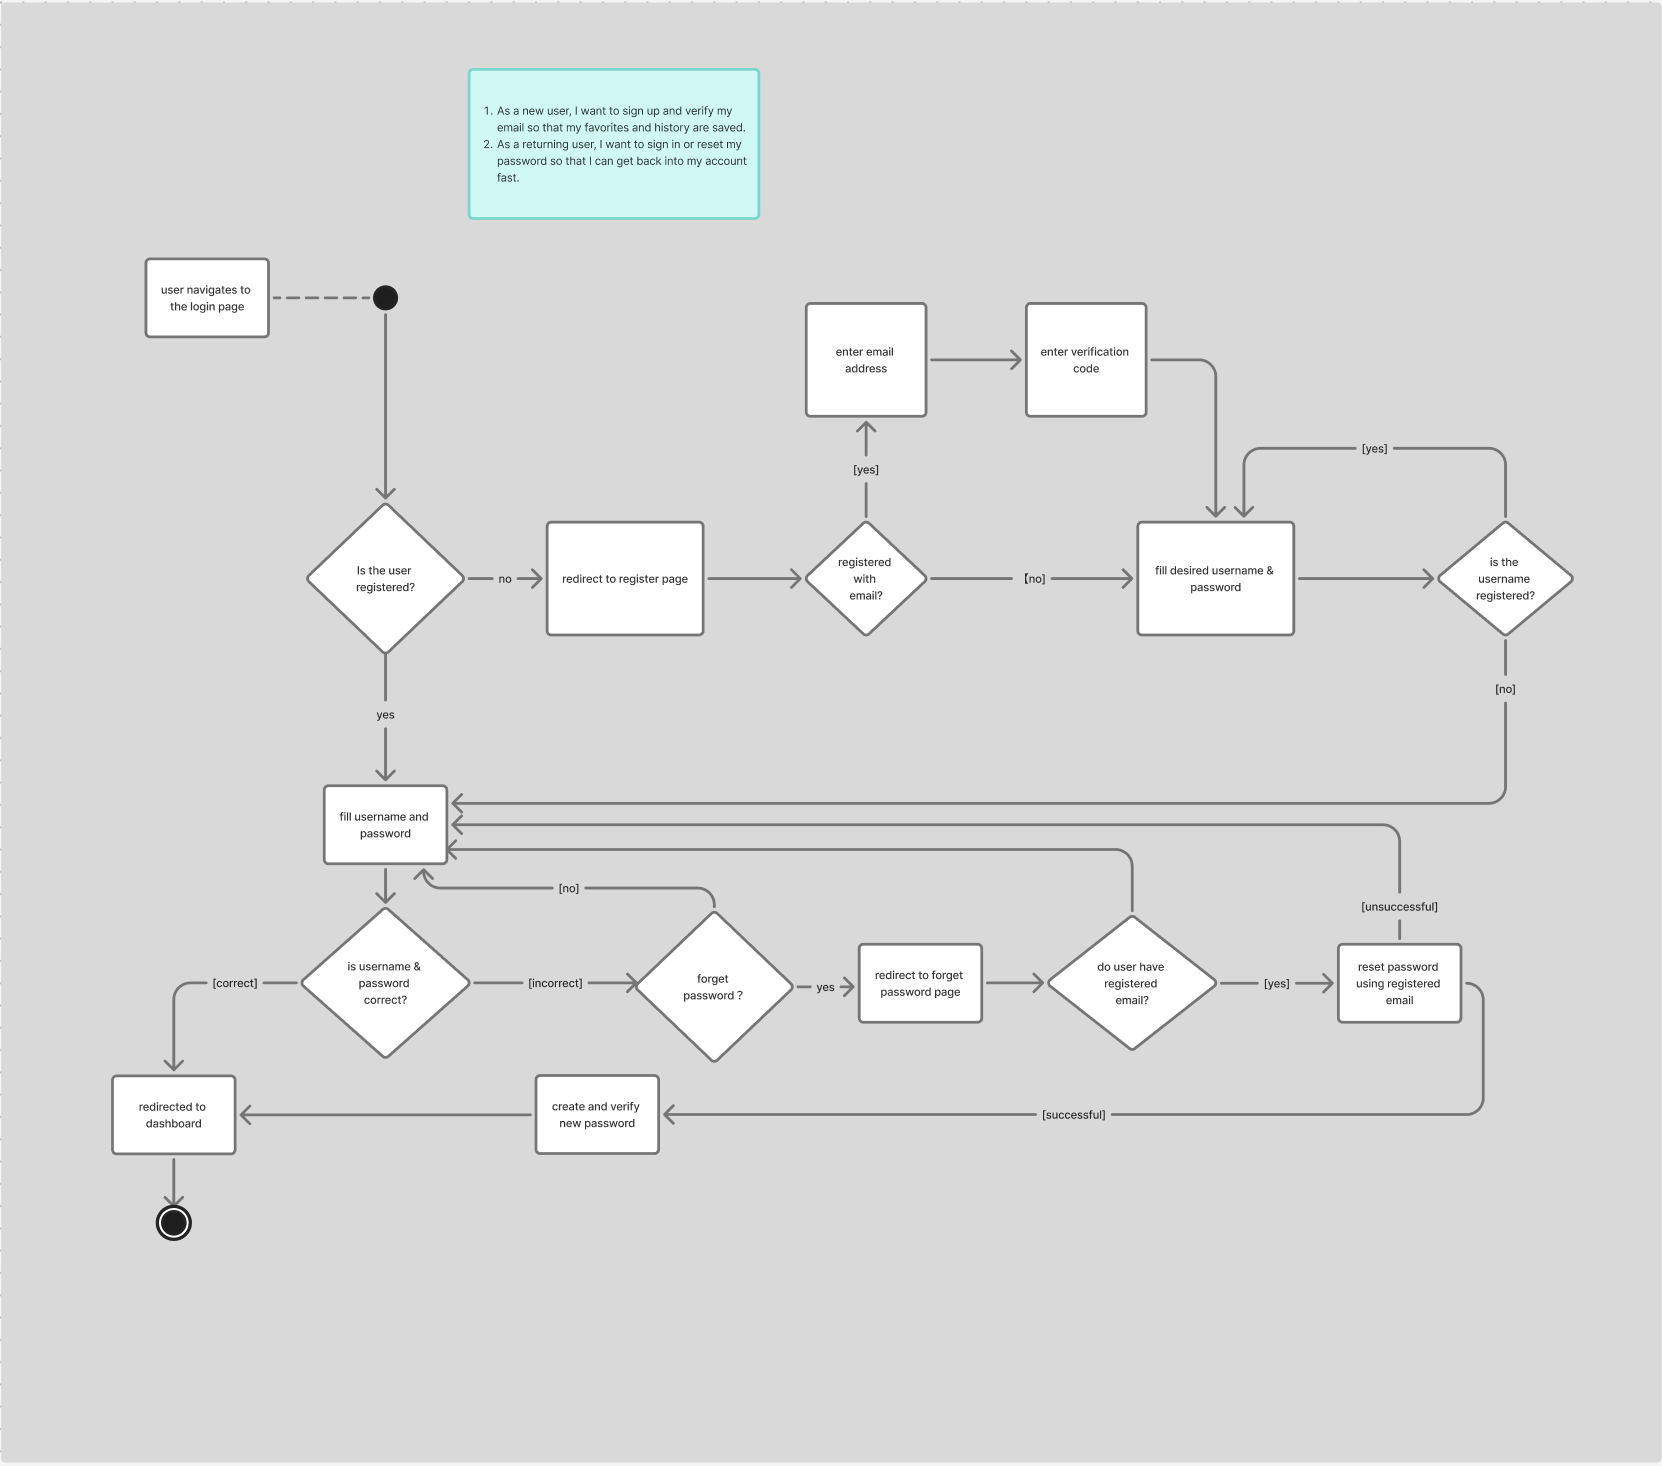 1. As a new user, I want to sign up and verify my
email so that my favorites and history are saved.
2. As a returning user, I want to sign in or reset my
password so that I can get back into my account
fast.
user navigates to
the login page
enter email
address
enter verification
code
[yes]
[yes]
Is the user
registered?
no
redirect to register page
registered
with
email?
【no]
fill desired username &
password
is the
username
registered?
[no]
yes
fill username and
password
[no]
[unsuccessful]
is username &
password
correct?
[correct]
[incorrect]
forget
password ?
yes
redirect to forget
password page
do user have
registered
email?
[yes]
reset password
using registered
email
redirected to
dashboard
create and verify
new password
[successful]